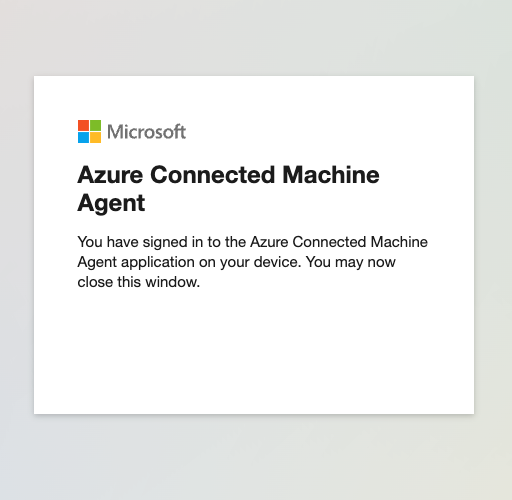 Microsoft
Azure Connected Machine
Agent
You have signed in to the Azure Connected Machine
Agent application on your device. You may now
close this window.